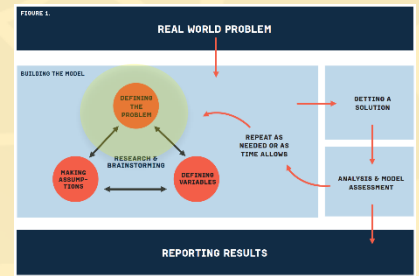 FIGURE 1.
REAL WORLD PROBLEM
BUILDING THE MODEL
DEFINING
THE
PROBLEM
RESEARCH &
BRAINSTORMING
MAKING
ASSUMP-
TIONS
DEFINING
VARIABLES
REPEAT AS
NEEDED OR AS
TIME ALLOWS
GETTING A
SOLUTION
ANALYSIS & MODEL
ASSESSMENT
REPORTING RESULTS